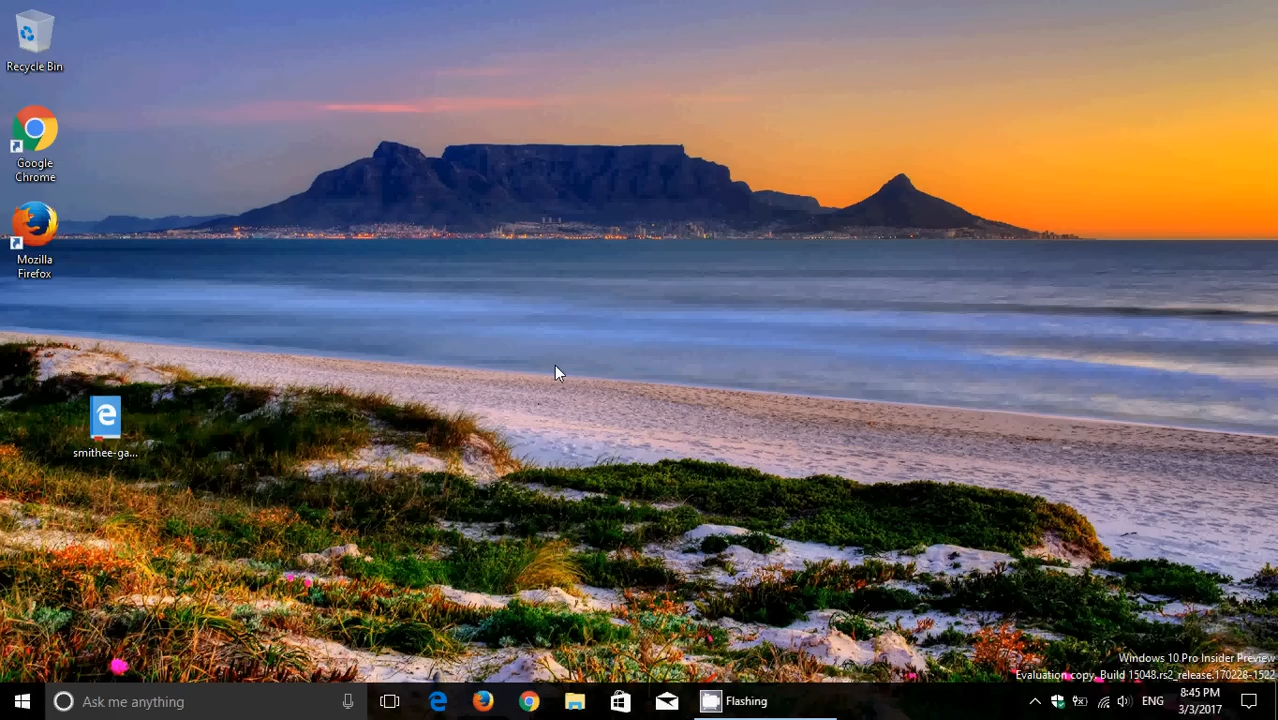 Recycle Bin
Google
Chrome
Mozilla
Firefox
smithee-ga...
Windows 10 Pro Insider Preview
Evaluation copy. Build 15048.rs2_release.170228-1522
Ask me anything
Flashing
ENG
8:45 PM
3/3/2017